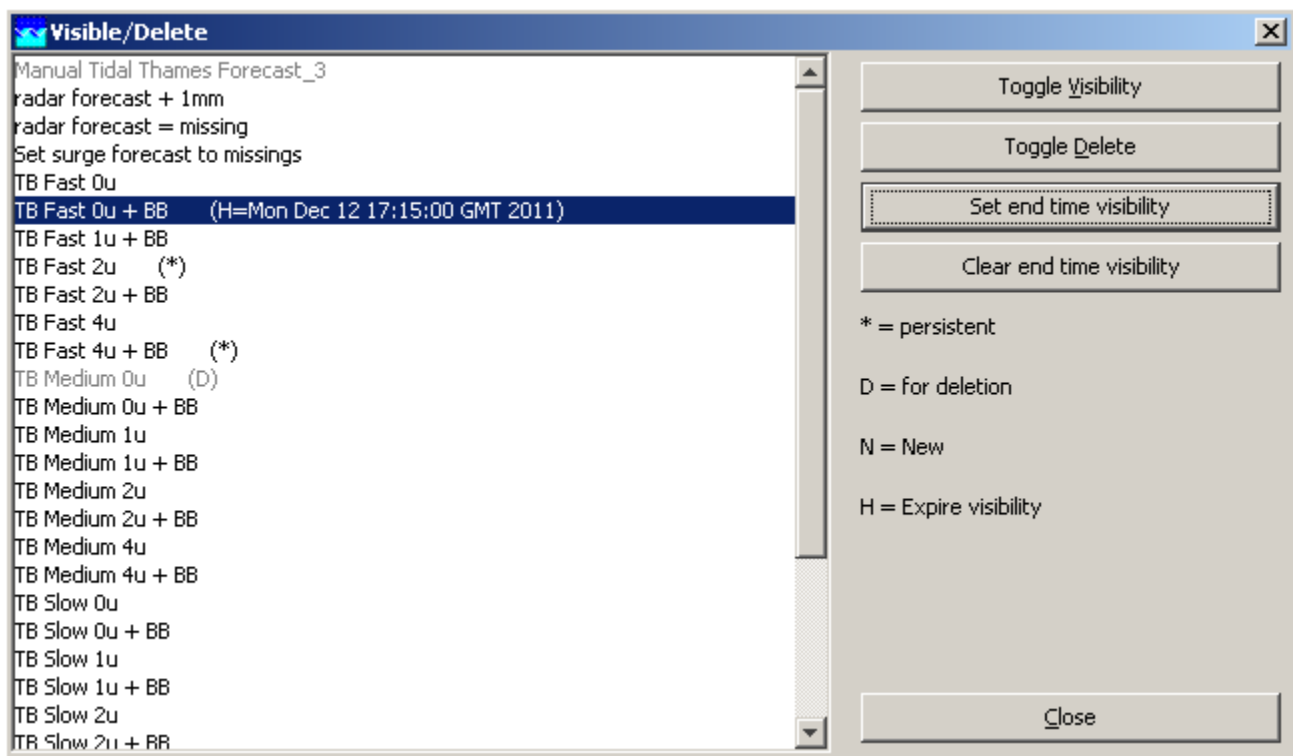 Visible/Delete
Manual Tidal Thames Forecast_3
radar forecast + 1mm
radar forecast = missing
Set surge forecast to missings
TB Fast 0u
TB Fast 0u + BB (H=Mon Dec 12 17:15:00 GMT 2011)
TB Fast 1u + BB
TB Fast 2u (*)
TB Fast 2u + BB
TB Fast 4u
TB Fast 4u + BB (*)
TB Medium 0u (D)
TB Medium 0u + BB
TB Medium 1u
TB Medium 1u + BB
TB Medium 2u
TB Medium 2u + BB
TB Medium 4u
TB Medium 4u + BB
TB Slow 0u
TB Slow 0u + BB
TB Slow 1u
TB Slow 1u + BB
TB Slow 2u
TB Slow 2u + BB
Toggle Visibility
Toggle Delete
Set end time visibility
Clear end time visibility
* = persistent
D = for deletion
N = New
H = Expire visibility
Close